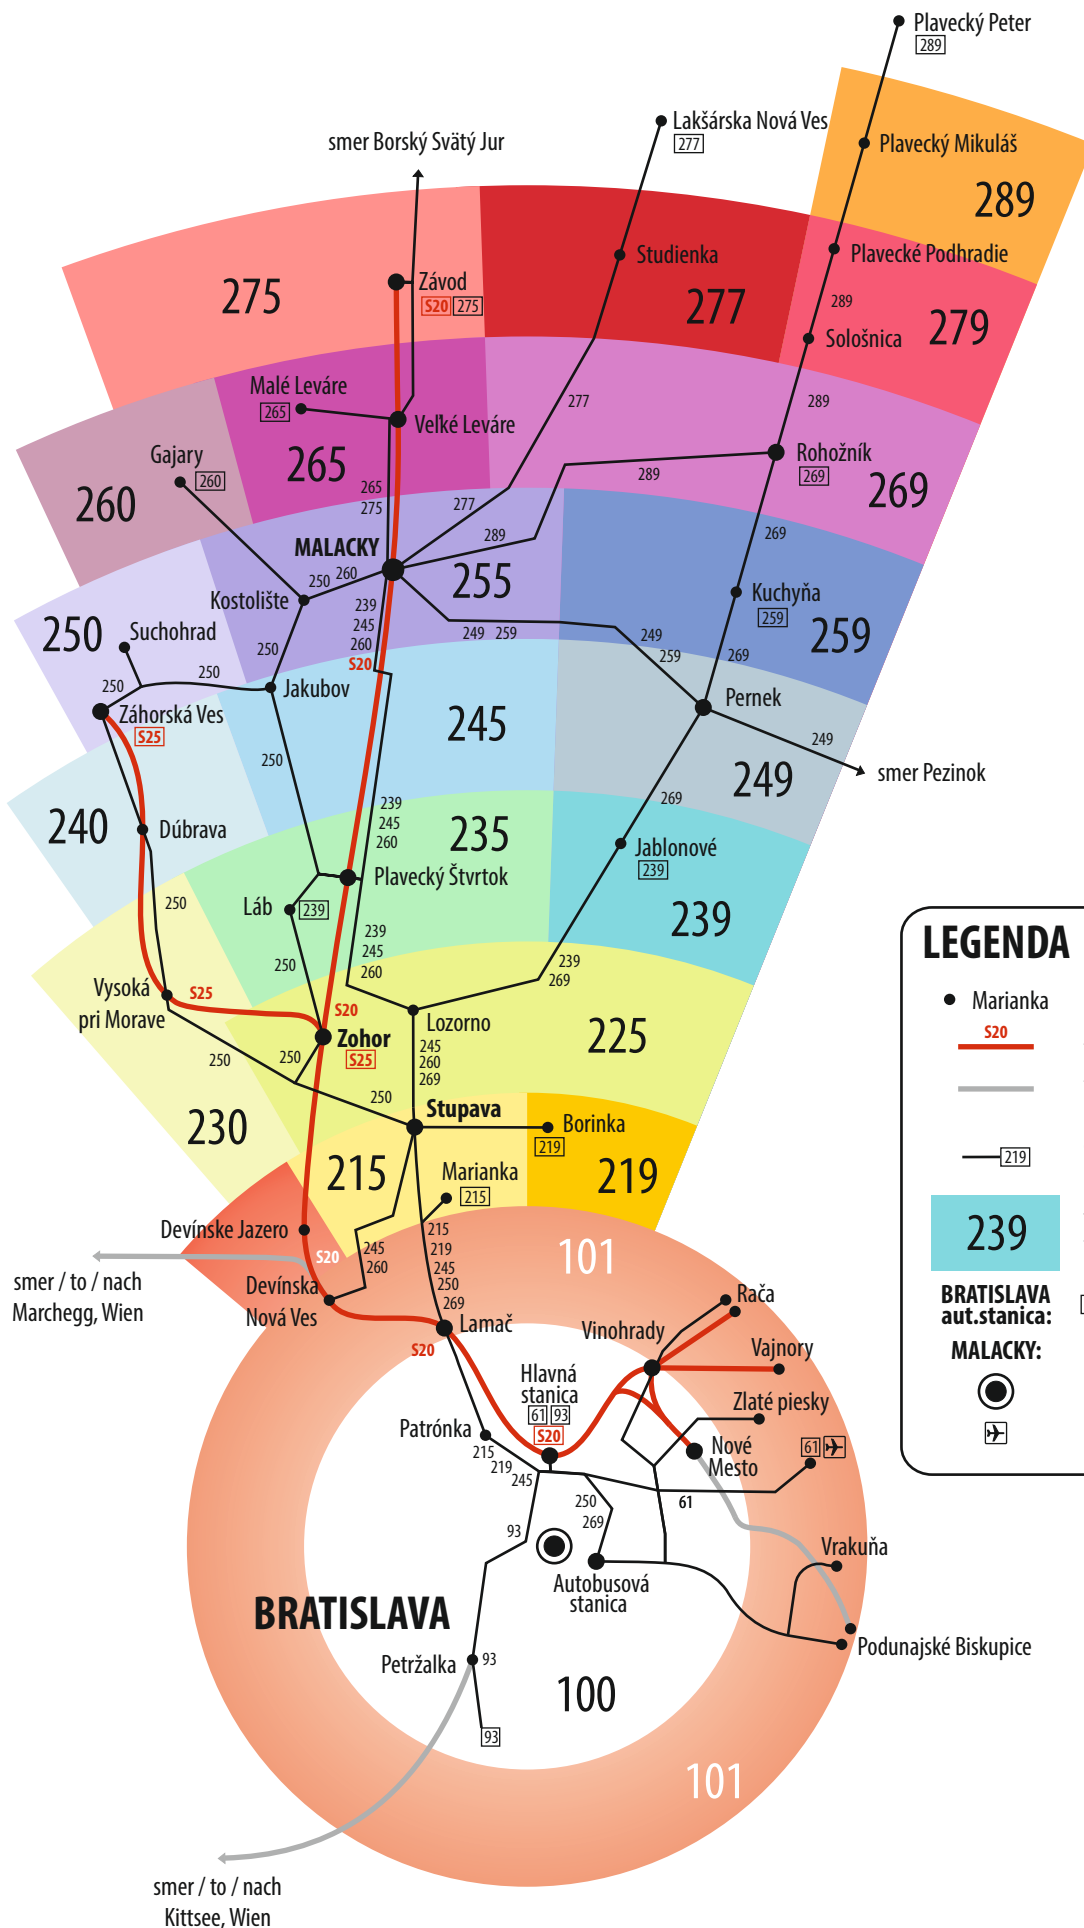 Plavecký Peter
289
Lakšárska Nová Ves
277
smer Borský Svätý Jur
Plavecký Mikuláš
289
Studienka
Plavecké Podhradie
275
Závod
S20 275
277
289
279
Sološnica
Malé Leváre
265
277
289
Veľké Leváre
Gajary
260
265
Rohožník
269
260
265
275
289
269
277
MALACKY
289
269
250 260
255
Kostolište
239
245
260
S20
Kuchyňa
259
259
250
Suchohrad
249 259
249
259
269
250
250
250
Jakubov
Pernek
Záhorská Ves
S25
245
249
smer Pezinok
250
249
240
Dúbrava
239
245
260
235
269
Jablonové
239
Plavecký Štvrtok
250
Láb
239
239
LEGENDA
239
245
260
250
239
269
Vysoká
pri Morave
S25
S20
Marianka
S20
Lozorno
225
Zohor
S25
245
260
269
250
250
250
Stupava
Borinka
219
230
215
Marianka
215
219
219
239
Devínske Jazero
215
219
245
250
269
101
S20
245
260
smer / to / nach
Marchegg, Wien
Devínska
Nová Ves
BRATISLAVA
aut.stanica:
Rača
Lamač
Vinohrady
Vajnory
MALACKY:
S20
Hlavná
stanica
61 93
S20
Zlaté piesky
Patrónka
215
219
245
Nové
Mesto
61
250
269
61
93
Vrakuňa
Autobusová
stanica
BRATISLAVA
Podunajské Biskupice
Petržalka
93
100
93
101
smer / to / nach
Kittsee, Wien